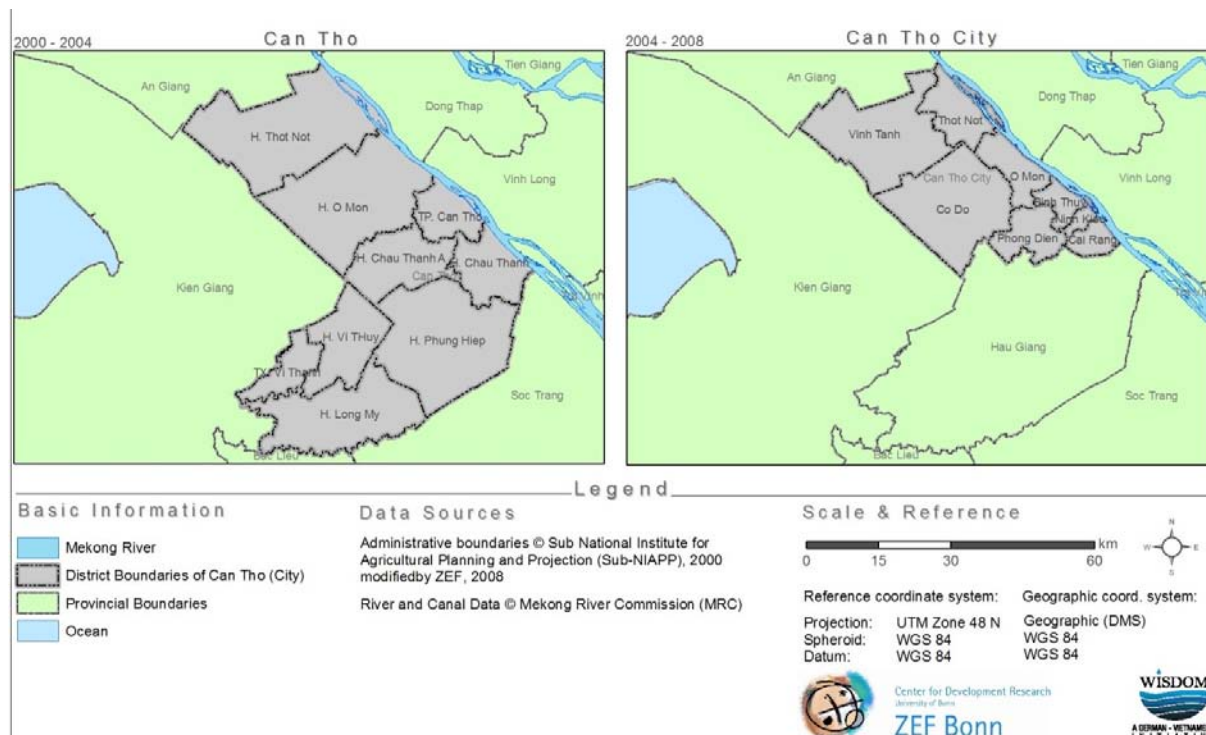 2000 - 2004
Can Tho
An Giang
Tien Giang
Dong Thap
H. Thot Not
Vinh Long
H. O Mon
TP. Can Tho
H. Chau Thanh A
H. Chau Thanh
Kien Giang
H. Vi THuy
H. Phung Hiep
TX. Vi Thanh
H. Long My
Soc Trang
Bac Lieu
2004 - 2008
Can Tho City
An Giang
Tien Giang
Dong Thap
Thot Not
Vinh Tanh
Can Tho City
O Mon
Vinh Long
Co Do
Binh Thuy
Ninh Kieu
Phong Dien
Cai Rang
Kien Giang
Hau Giang
Soc Trang
Bac Lieu
Legend
Basic Information
Mekong River
District Boundaries of Can Tho (City)
Provincial Boundaries
Ocean
Data Sources
Administrative boundaries © Sub National Institute for
Agricultural Planning and Projection (Sub-NIAPP), 2000
modifiedby ZEF, 2008
River and Canal Data © Mekong River Commission (MRC)
Scale & Reference
km
0 15 30 60
N
W E
S
Reference coordinate system: Geographic coord. system:
Projection: UTM Zone 48 N Geographic (DMS)
Spheroid: WGS 84 WGS 84
Datum: WGS 84 WGS 84
Center for Development Research
University of Bonn
ZEF Bonn
WISDOM
A GERMAN - VIETNAMESE